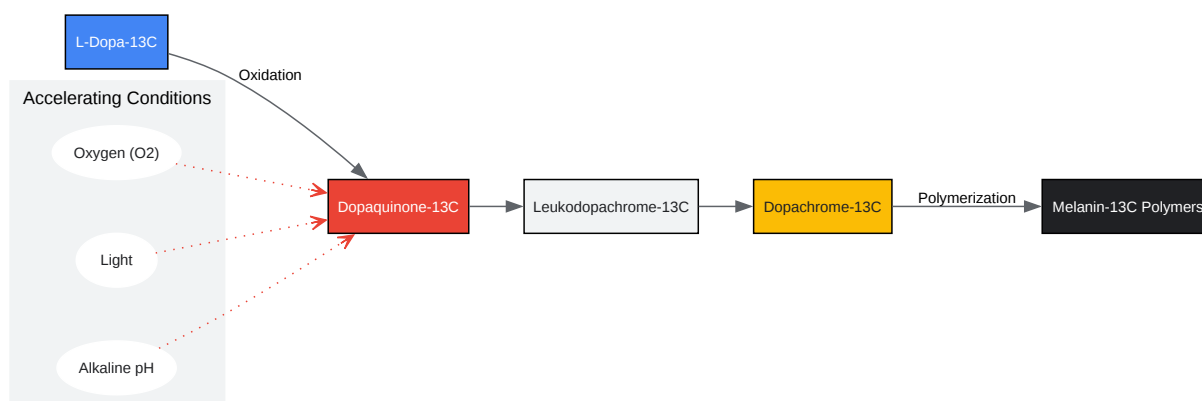 L-Dopa-13C
Oxidation
Accelerating Conditions
Oxygen (O2)
Light
Alkaline pH
Dopaquinone-13C
Leukodopachrome-13C
Dopachrome-13C
Polymerization
Melanin-13C Polymers